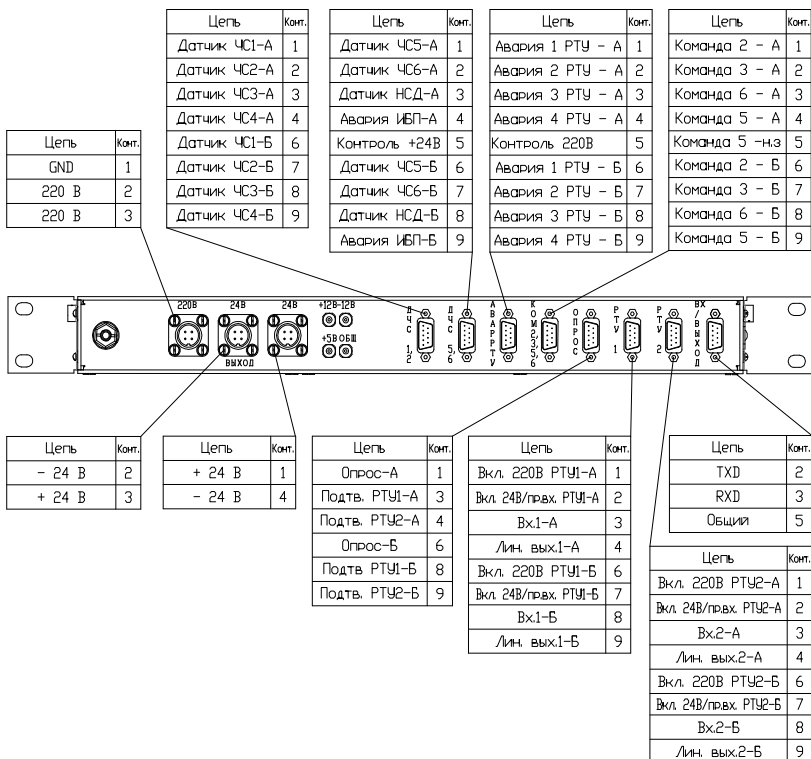 Цепь Конт.
Датчик ЧС1-А 1
Датчик ЧС2-А 2
Датчик ЧС3-А 3
Датчик ЧС4-А 4
Датчик ЧС1-Б 6
Датчик ЧС2-Б 7
Датчик ЧС3-Б 8
Датчик ЧС4-Б 9
Цепь Конт.
Датчик ЧС5-А 1
Датчик ЧС6-А 2
Датчик НСД-А 3
Авария ИБП-А 4
Контроль +24В 5
Датчик ЧС5-Б 6
Датчик ЧС6-Б 7
Датчик НСД-Б 8
Авария ИБП-Б 9
Цепь Конт.
Авария 1 РТУ - А 1
Авария 2 РТУ - А 2
Авария 3 РТУ - А 3
Авария 4 РТУ - А 4
Контроль 220В 5
Авария 1 РТУ - Б 6
Авария 2 РТУ - Б 7
Авария 3 РТУ - Б 8
Авария 4 РТУ - Б 9
Цепь Конт.
Команда 2 - А 1
Команда 3 - А 2
Команда 6 - А 3
Команда 5 - А 4
Команда 5 -н.з 5
Команда 2 - Б 6
Команда 3 - Б 7
Команда 6 - Б 8
Команда 5 - Б 9
Цепь Конт.
GND 1
220 В 2
220 В 3
220В 24В 24В +12В-12В
+5В ОБЩ
ВЫХОД
ДЧС 1,2
ДЧС 5,6
АВАРРТУ
КОМ2,3,5,6
ОПРОС
РТУ 1
РТУ 2
ВХ/ВЫХОД
Цепь Конт.
- 24 В 2
+ 24 В 3
Цепь Конт.
+ 24 В 1
- 24 В 4
Цепь Конт.
Опрос-А 1
Подтв. РТУ1-А 3
Подтв. РТУ2-А 4
Опрос-Б 6
Подтв РТУ1-Б 8
Подтв. РТУ2-Б 9
Цепь Конт.
Вкл. 220В РТУ1-А 1
Вкл. 24В/пр.вх. РТУ1-А 2
Вх.1-А 3
Лин. вых.1-А 4
Вкл. 220В РТУ1-Б 6
Вкл. 24В/пр.вх. РТУ1-Б 7
Вх.1-Б 8
Лин. вых.1-Б 9
Цепь Конт.
TXD 2
RXD 3
Общий 5
Цепь Конт.
Вкл. 220В РТУ2-А 1
Вкл. 24В/пр.вх. РТУ2-А 2
Вх.2-А 3
Лин. вых.2-А 4
Вкл. 220В РТУ2-Б 6
Вкл. 24В/пр.вх. РТУ2-Б 7
Вх.2-Б 8
Лин. вых.2-Б 9